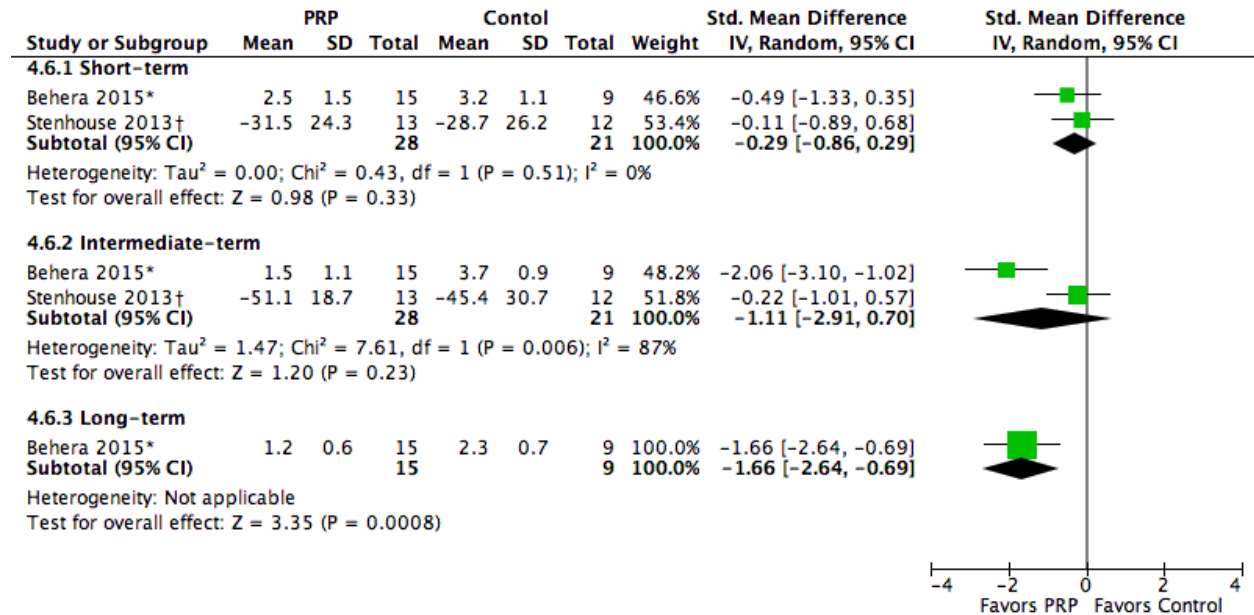 PRP Contol Std. Mean Difference Std. Mean Difference
Study or Subgroup Mean SD Total Mean SD Total Weight IV, Random, 95% CI IV, Random, 95% CI
4.6.1 Short-term
Behera 2015* 2.5 1.5 15 3.2 1.1 9 46.6% -0.49 [-1.33, 0.35]
Stenhouse 2013† -31.5 24.3 13 -28.7 26.2 12 53.4% -0.11 [-0.89, 0.68]
Subtotal (95% CI) 28 21 100.0% -0.29 [-0.86, 0.29]
Heterogeneity: Tau² = 0.00; Chi² = 0.43, df = 1 (P = 0.51); I² = 0%
Test for overall effect: Z = 0.98 (P = 0.33)
4.6.2 Intermediate-term
Behera 2015* 1.5 1.1 15 3.7 0.9 9 48.2% -2.06 [-3.10, -1.02]
Stenhouse 2013† -51.1 18.7 13 -45.4 30.7 12 51.8% -0.22 [-1.01, 0.57]
Subtotal (95% CI) 28 21 100.0% -1.11 [-2.91, 0.70]
Heterogeneity: Tau² = 1.47; Chi² = 7.61, df = 1 (P = 0.006); I² = 87%
Test for overall effect: Z = 1.20 (P = 0.23)
4.6.3 Long-term
Behera 2015* 1.2 0.6 15 2.3 0.7 9 100.0% -1.66 [-2.64, -0.69]
Subtotal (95% CI) 15 9 100.0% -1.66 [-2.64, -0.69]
Heterogeneity: Not applicable
Test for overall effect: Z = 3.35 (P = 0.0008)
-4 -2 0 2 4
Favors PRP Favors Control